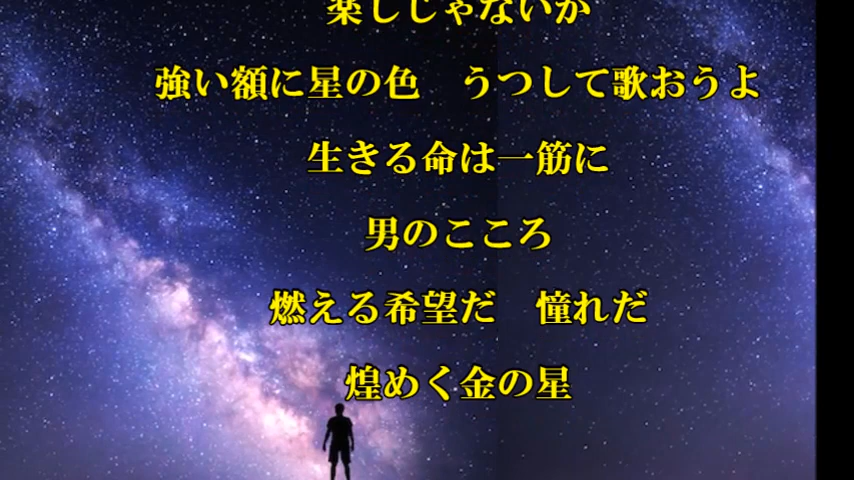 楽しじゃないか
強い額に星の色　うつして歌おうよ
生きる命は一筋に
男のこころ
燃える希望だ　憧れだ
煌めく金の星